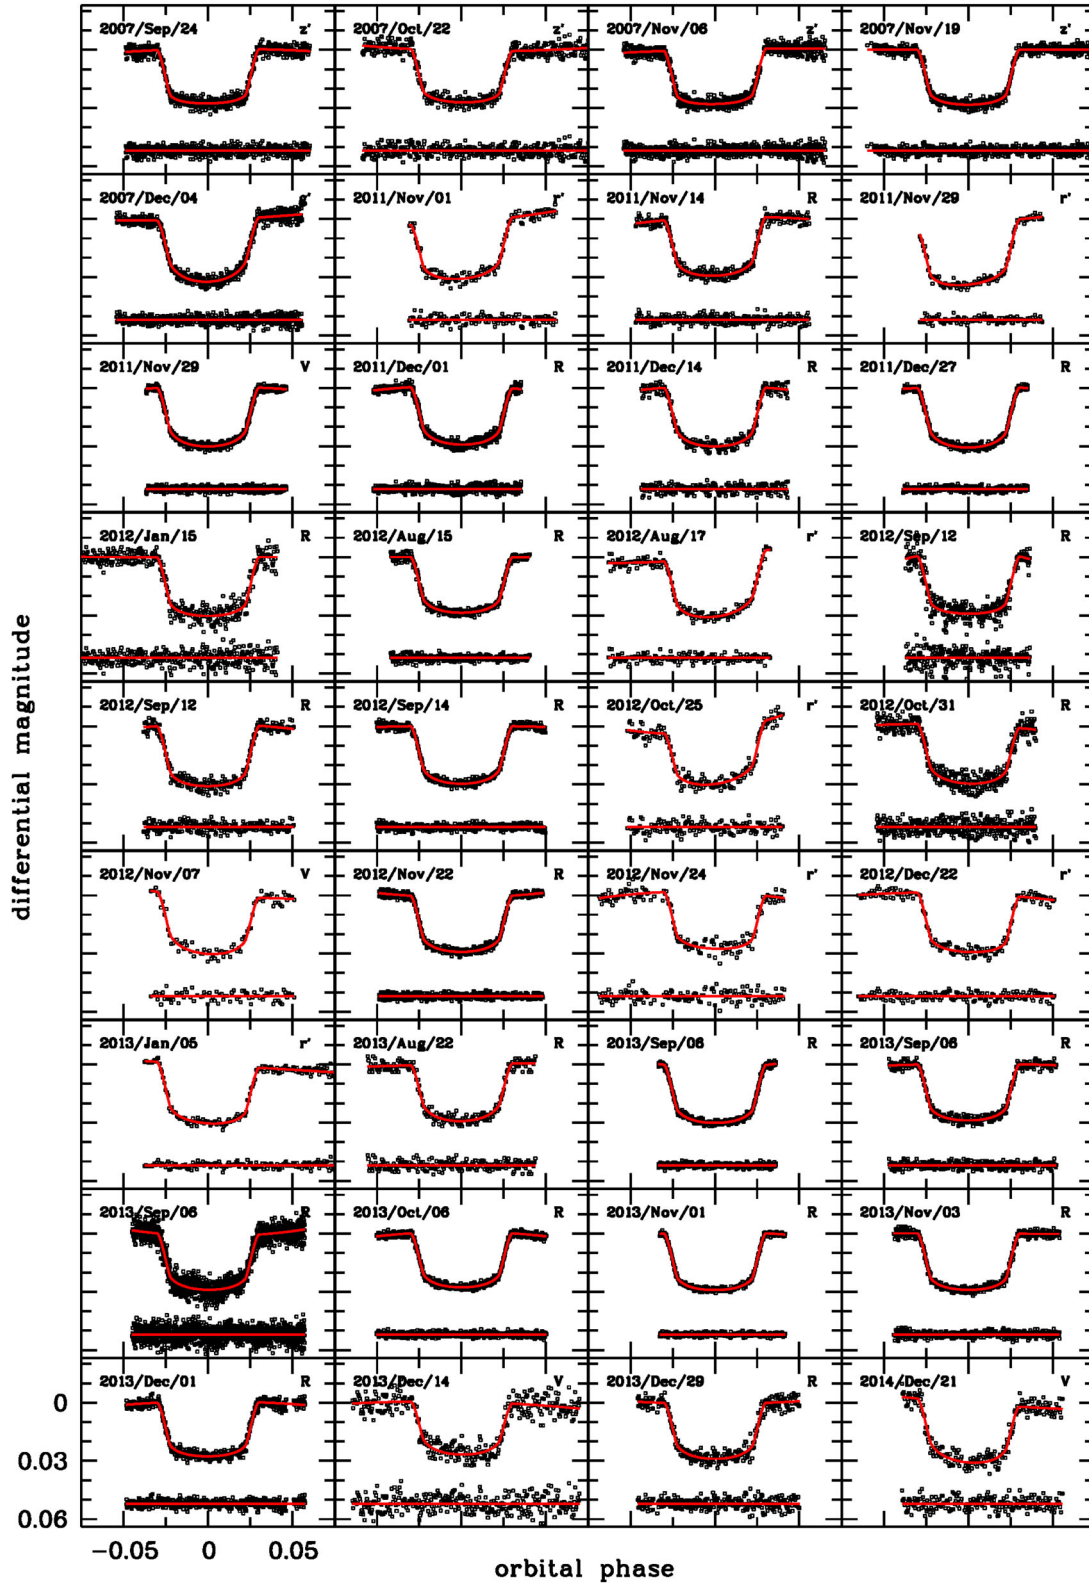 2007/Sep/24 z'
2007/Oct/22 z'
2007/Nov/06 z'
2007/Nov/19 z'
2007/Dec/04
2011/Nov/01 r'
2011/Nov/14 R
2011/Nov/29 r'
2011/Nov/29 V
2011/Dec/01 R
2011/Dec/14 R
2011/Dec/27 R
2012/Jan/15 R
2012/Aug/15 R
2012/Aug/17 r'
2012/Sep/12 R
2012/Sep/12 R
2012/Sep/14 R
2012/Oct/25 r'
2012/Oct/31 R
2012/Nov/07 V
2012/Nov/22 R
2012/Nov/24 r'
2012/Dec/22 r'
2013/Jan/05 r'
2013/Aug/22 R
2013/Sep/06 R
2013/Sep/06 R
2013/Sep/06 R
2013/Oct/06 R
2013/Nov/01 R
2013/Nov/03 R
2013/Dec/01 R
2013/Dec/14 V
2013/Dec/29 R
2014/Dec/21 V
differential magnitude
0
0.03
0.06
−0.05 0 0.05
orbital phase